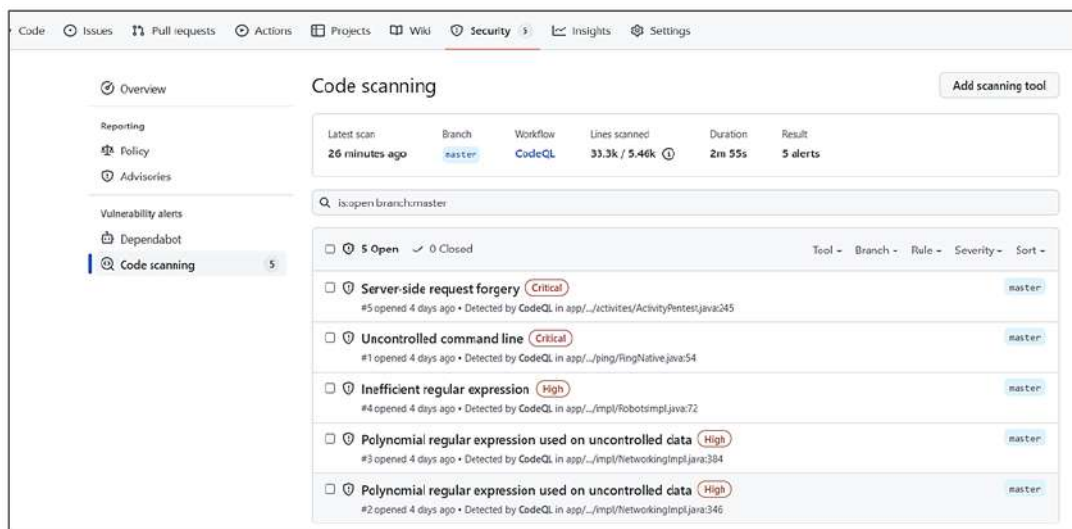 Code Issues Pull requests Actions Projects Wiki Security 5 Insights Settings
Overview
Reporting
Policy
Advisories
Vulnerability alerts
Dependabot
Code scanning 5
Code scanning
Add scanning tool
Latest scan Branch Workflow Lines scanned Duration Result
26 minutes ago master CodeQL 33.3k / 5.46k 2m 55s 5 alerts
is:open branch:master
5 Open 0 Closed Tool Branch Rule Severity Sort
Server-side request forgery Critical master
#5 opened 4 days ago • Detected by CodeQL in app/.../activites/ActivityPentest.java:245
Uncontrolled command line Critical master
#1 opened 4 days ago • Detected by CodeQL in app/.../ping/PingNative.java:54
Inefficient regular expression High master
#4 opened 4 days ago • Detected by CodeQL in app/.../impl/RobotsImpl.java:72
Polynomial regular expression used on uncontrolled data High master
#3 opened 4 days ago • Detected by CodeQL in app/.../impl/NetworkingImpl.java:384
Polynomial regular expression used on uncontrolled data High master
#2 opened 4 days ago • Detected by CodeQL in app/.../impl/NetworkingImpl.java:346